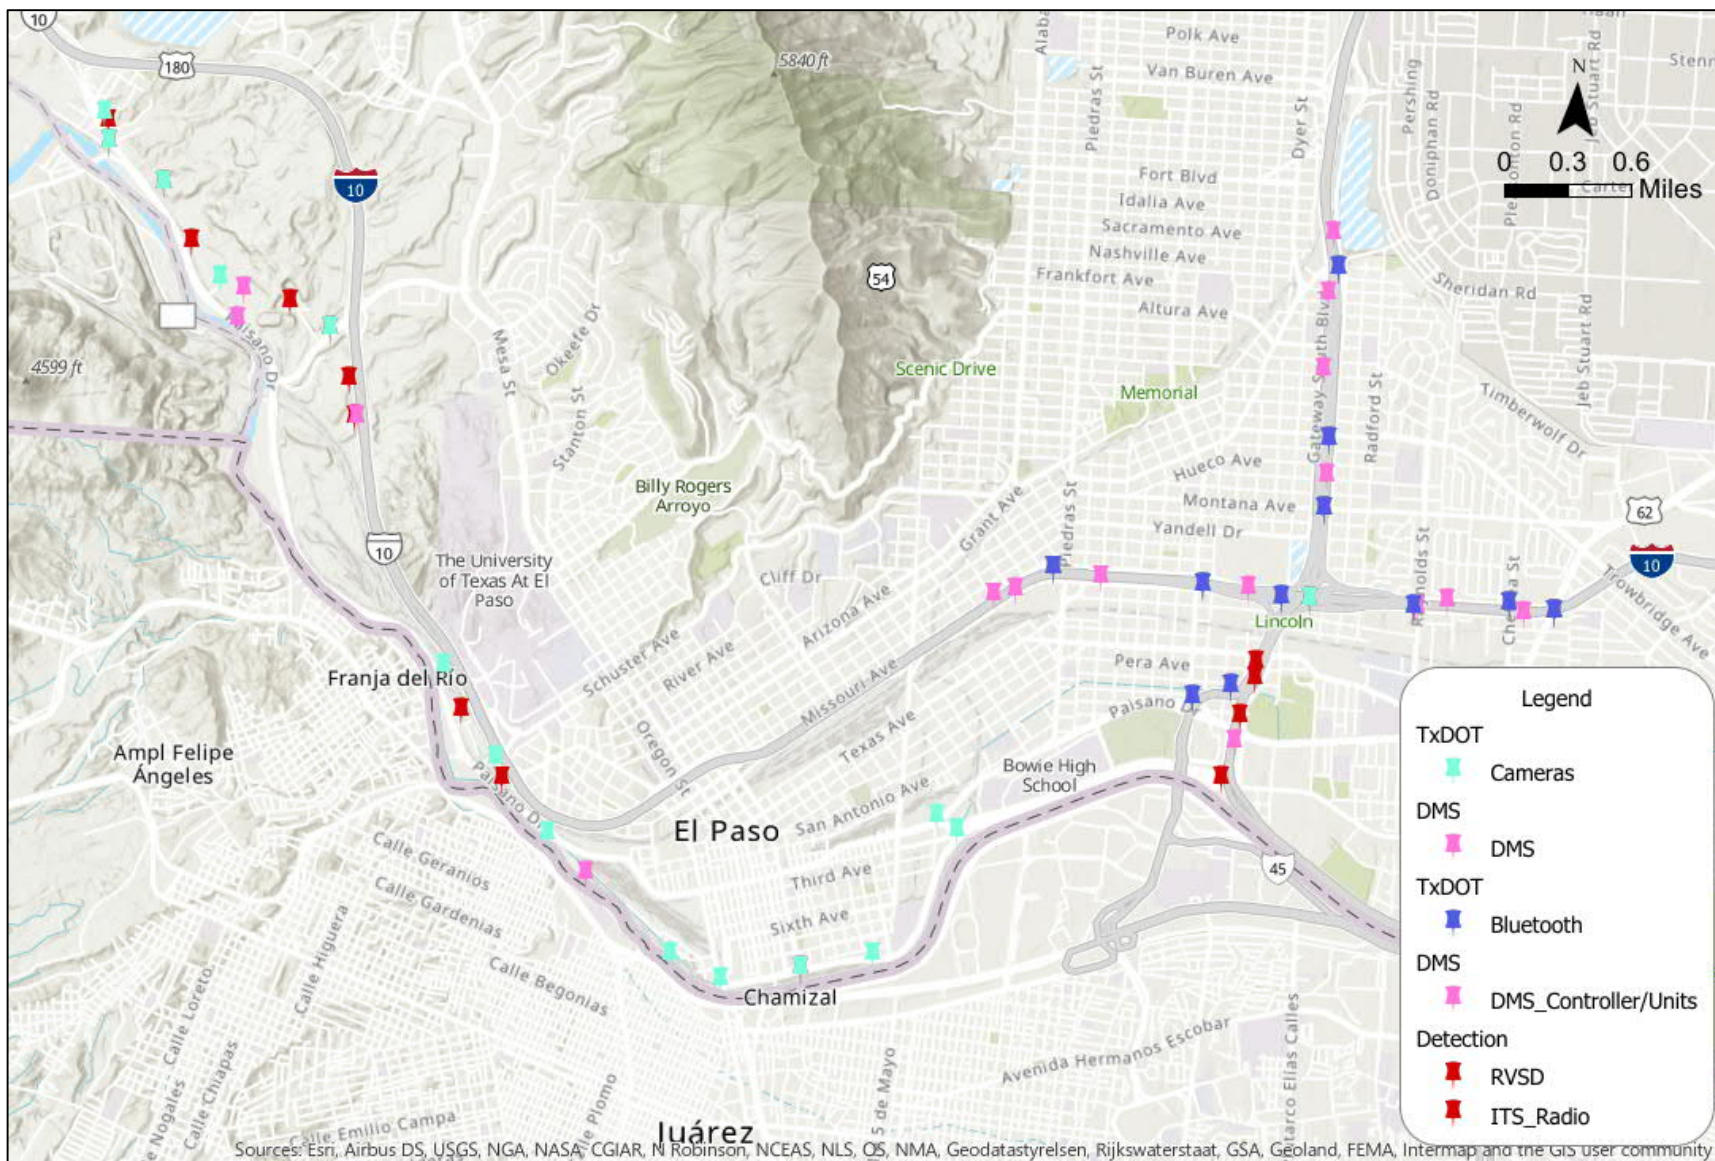 10
180
5840 ft
Polk Ave
Van Buren Ave
Piedras St
Dyer St
Pershing
Doniphan Rd
Jeb Stuart Rd
N
0 0.3 0.6
Miles
10
Fort Blvd
Idalia Ave
Sacramento Ave
Nashville Ave
Frankfort Ave
Altura Ave
54
Sheridan Rd
Jeb Stuart Rd
4599 ft
Mesa St
Okeefe Dr
Stanton St
Scenic Drive
Memorial
Radford St
Timberwolf Dr
Hueco Ave
Montana Ave
Yandell Dr
Billy Rogers
Arroyo
Grant Ave
Piedras St
62
10
10
The University
of Texas At El
Paso
Cliff Dr
Arizona Ave
Trowbridge Ave
Lincoln
Schuster Ave
River Ave
Missouri Ave
Pera Ave
Paisano Dr
Franja del Río
Ampl Felipe
Ángeles
Oregon St
Texas Ave
Bowie High
School
San Antonio Ave
El Paso
Calle Geranios
Calle Gardenias
Third Ave
Sixth Ave
45
Calle Higuera
Calle Begonias
Chamizal
Calle Loreto
Calle Chiapas
Avenida Hermanos Escobar
Calle Emilio Campa
Juárez
Legend
TxDOT
Cameras
DMS
DMS
TxDOT
Bluetooth
DMS
DMS_Controller/Units
Detection
RVSD
ITS_Radio
Sources: Esri, Airbus DS, USGS, NGA, NASA, CGIAR, N Robinson, NCEAS, NLS, OS, NMA, Geodatastyrelsen, Rijkswaterstaat, GSA, Geoland, FEMA, Intermap and the GIS user community